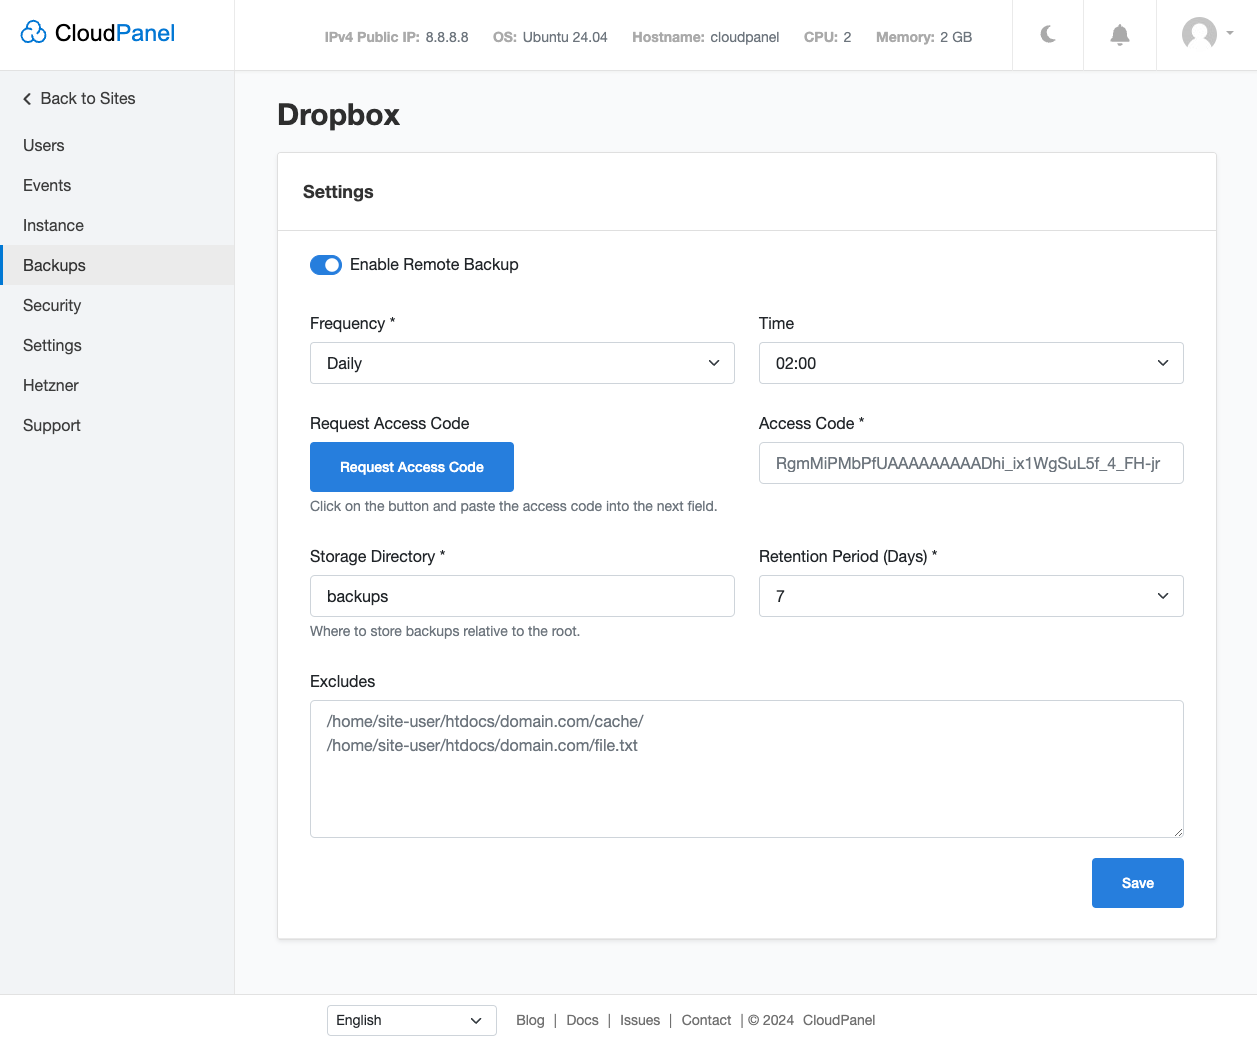 CloudPanel
IPv4 Public IP: 8.8.8.8 OS: Ubuntu 24.04 Hostname: cloudpanel CPU: 2 Memory: 2 GB
Back to Sites
Users
Events
Instance
Backups
Security
Settings
Hetzner
Support
Dropbox
Settings
Enable Remote Backup
Frequency *
Daily
Time
02:00
Request Access Code
Request Access Code
Click on the button and paste the access code into the next field.
Access Code *
RgmMiPMbPfUAAAAAAAAADhi_ix1WgSuL5f_4_FH-jr
Storage Directory *
backups
Where to store backups relative to the root.
Retention Period (Days) *
7
Excludes
/home/site-user/htdocs/domain.com/cache/
/home/site-user/htdocs/domain.com/file.txt
Save
English
Blog | Docs | Issues | Contact | © 2024 CloudPanel